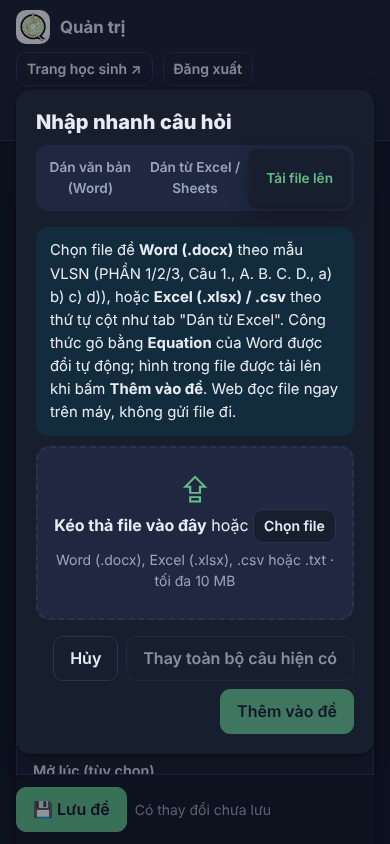 Quản trị
Trang học sinh ↗ Đăng xuất
Nhập nhanh câu hỏi
Dán văn bản (Word)
Dán từ Excel / Sheets
Tải file lên
Chọn file đề Word (.docx) theo mẫu
VLSN (PHẦN 1/2/3, Câu 1., A. B. C. D., a)
b) c) d)), hoặc Excel (.xlsx) / .csv theo
thứ tự cột như tab "Dán từ Excel". Công
thức gõ bằng Equation của Word được
đổi tự động; hình trong file được tải lên
khi bấm Thêm vào đề. Web đọc file ngay
trên máy, không gửi file đi.
Kéo thả file vào đây hoặc Chọn file
Word (.docx), Excel (.xlsx), .csv hoặc .txt ·
tối đa 10 MB
Hủy Thay toàn bộ câu hiện có
Thêm vào đề
Mở lúc (tùy chọn)
💾 Lưu đề Có thay đổi chưa lưu